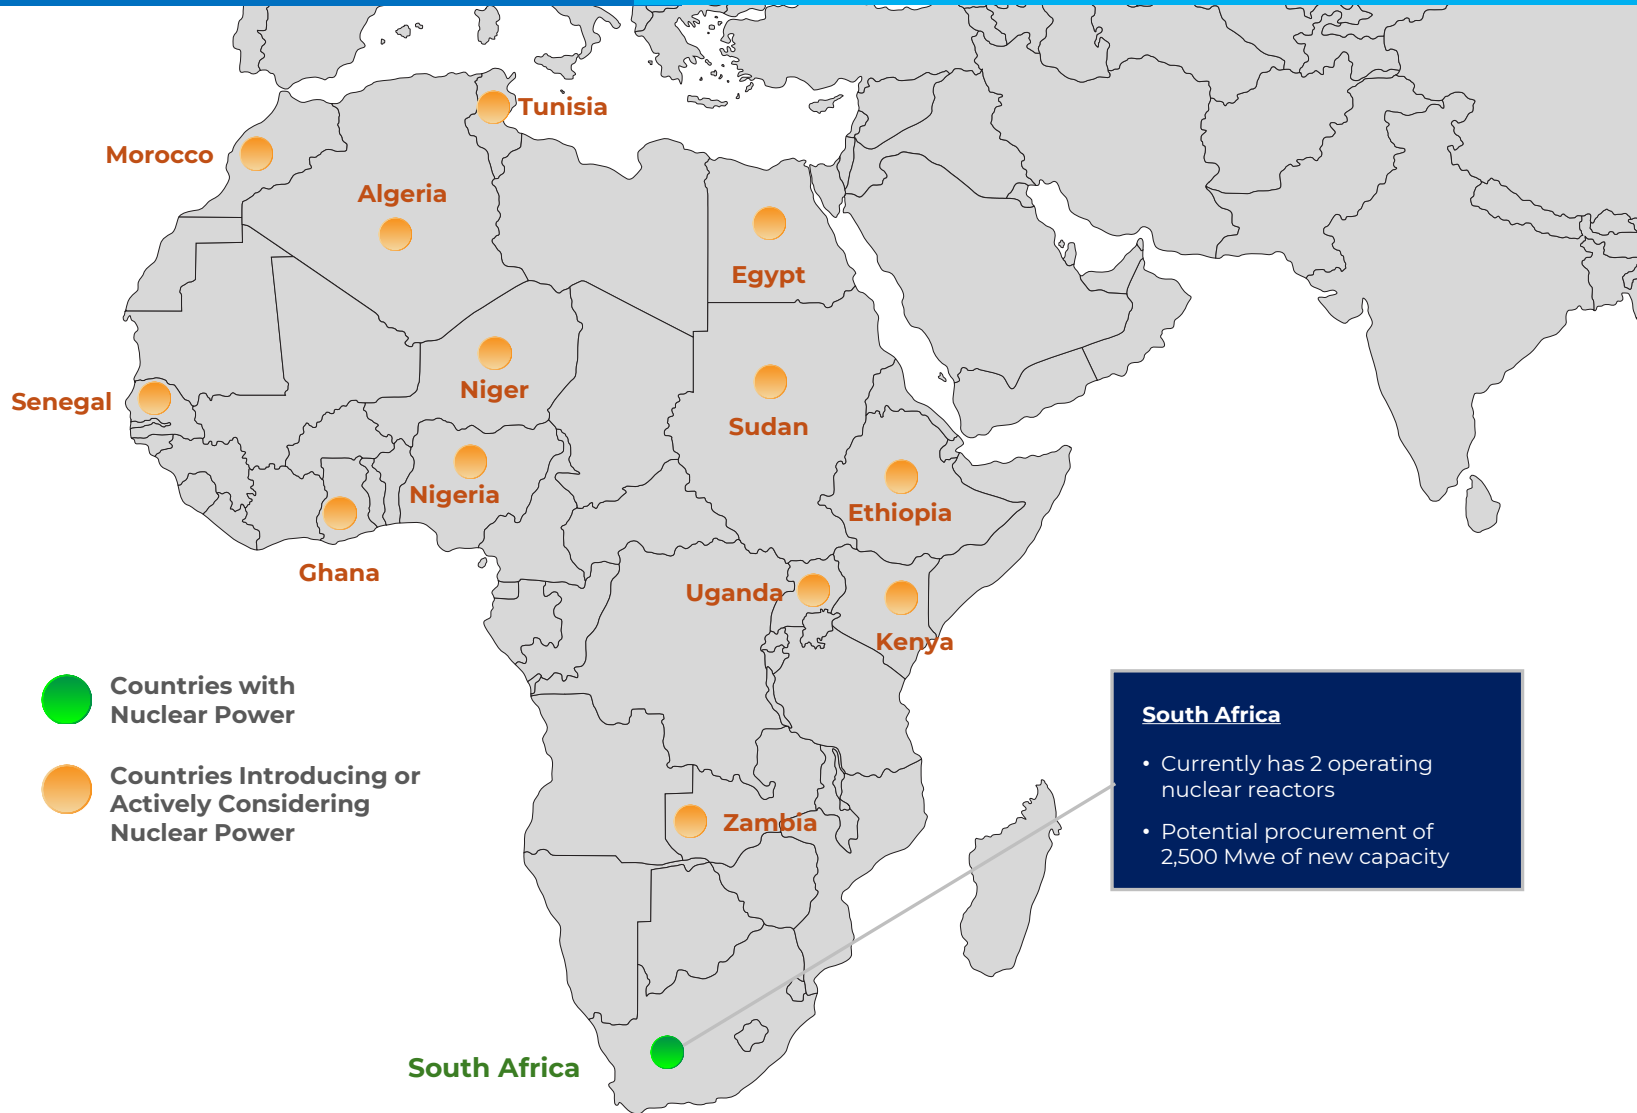 Tunisia
Morocco
Algeria
Egypt
Niger
Senegal
Sudan
Nigeria
Ethiopia
Ghana
Uganda
Kenya
Countries with
Nuclear Power
Countries Introducing or
Actively Considering
Nuclear Power
Zambia
South Africa
South Africa
• Currently has 2 operating
nuclear reactors
• Potential procurement of
2,500 Mwe of new capacity